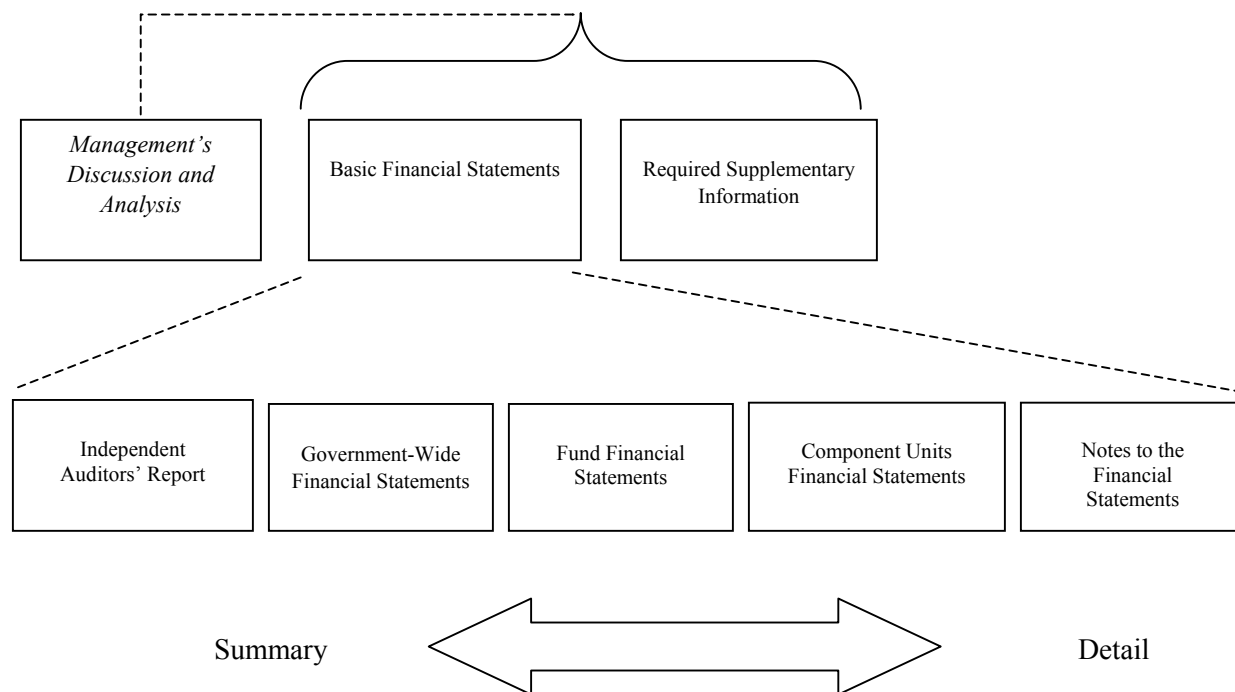 Management’s
Discussion and
Analysis
Basic Financial Statements
Required Supplementary
Information
Independent
Auditors’ Report
Government-Wide
Financial Statements
Fund Financial
Statements
Component Units
Financial Statements
Notes to the
Financial
Statements
Summary
Detail